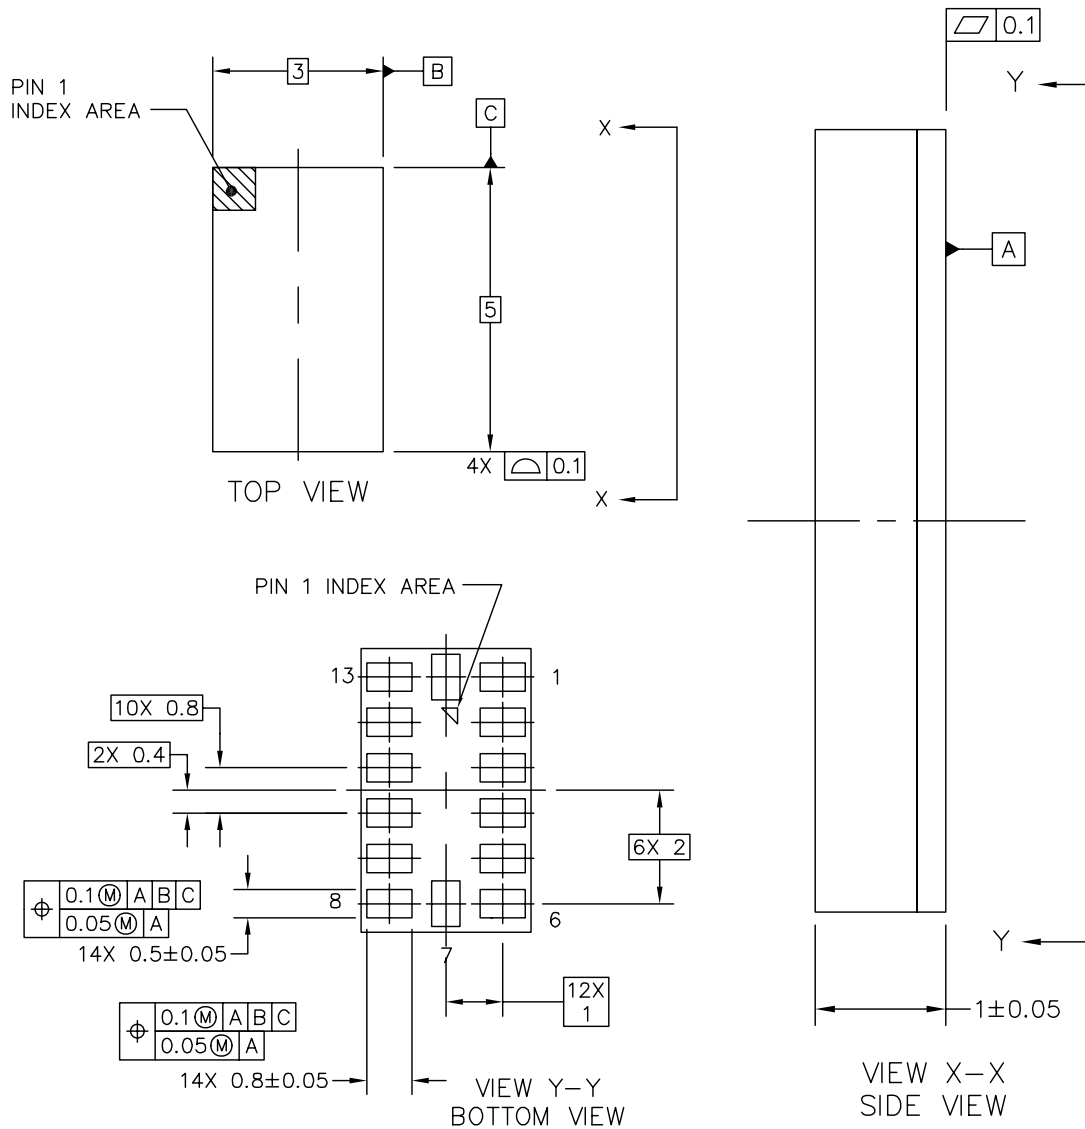 0.1
3
B
Y
PIN 1
INDEX AREA
C
X
A
5
4X 0.1
TOP VIEW
X
PIN 1 INDEX AREA
13
1
10X 0.8
2X 0.4
6X 2
0.1 Ⓜ A B C
0.05 Ⓜ A
8
6
14X 0.5±0.05
7
Y
12X
1
1±0.05
0.1 Ⓜ A B C
0.05 Ⓜ A
14X 0.8±0.05
VIEW Y-Y
BOTTOM VIEW
VIEW X-X
SIDE VIEW